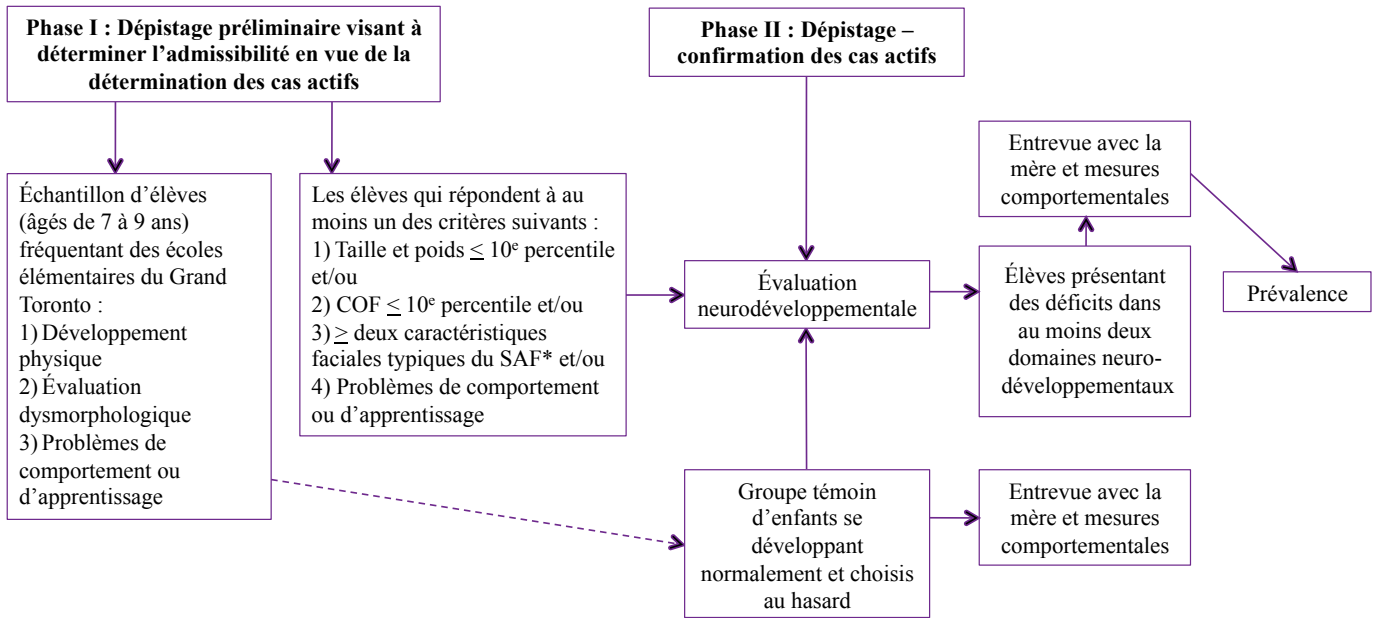 Phase I : Dépistage préliminaire visant à
déterminer l’admissibilité en vue de la
détermination des cas actifs
Phase II : Dépistage –
confirmation des cas actifs
Échantillon d’élèves
(âgés de 7 à 9 ans)
fréquentant des écoles
élémentaires du Grand
Toronto :
1) Développement
physique
2) Évaluation
dysmorphologique
3) Problèmes de
comportement ou
d’apprentissage
Les élèves qui répondent à au
moins un des critères suivants :
1) Taille et poids ≤ 10e percentile
et/ou
2) COF ≤ 10e percentile et/ou
3) ≥ deux caractéristiques
faciales typiques du SAF* et/ou
4) Problèmes de comportement
ou d’apprentissage
Évaluation
neurodéveloppementale
Entrevue avec la
mère et mesures
comportementales
Élèves présentant
des déficits dans
au moins deux
domaines neuro-
développementaux
Prévalence
Groupe témoin
d’enfants se
développant
normalement et choisis
au hasard
Entrevue avec la
mère et mesures
comportementales